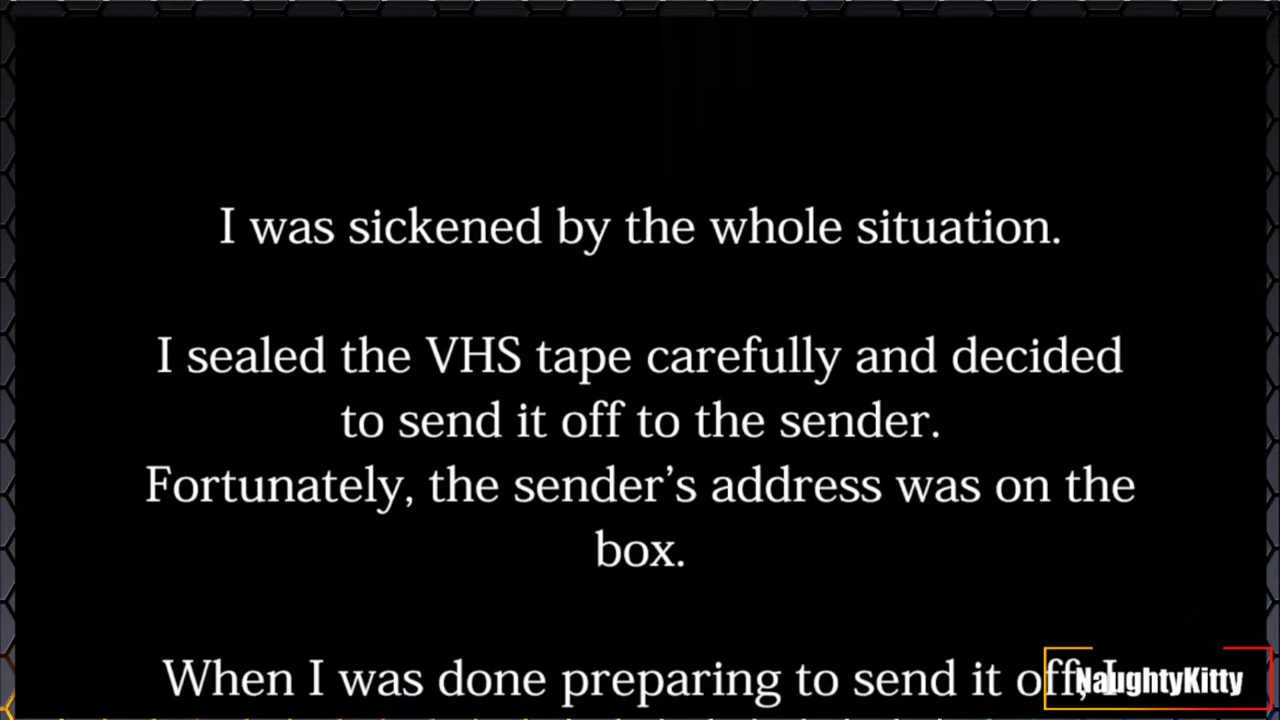 I was sickened by the whole situation.
I sealed the VHS tape carefully and decided
to send it off to the sender.
Fortunately, the sender’s address was on the
box.
When I was done preparing to send it off, I
NaughtyKitty